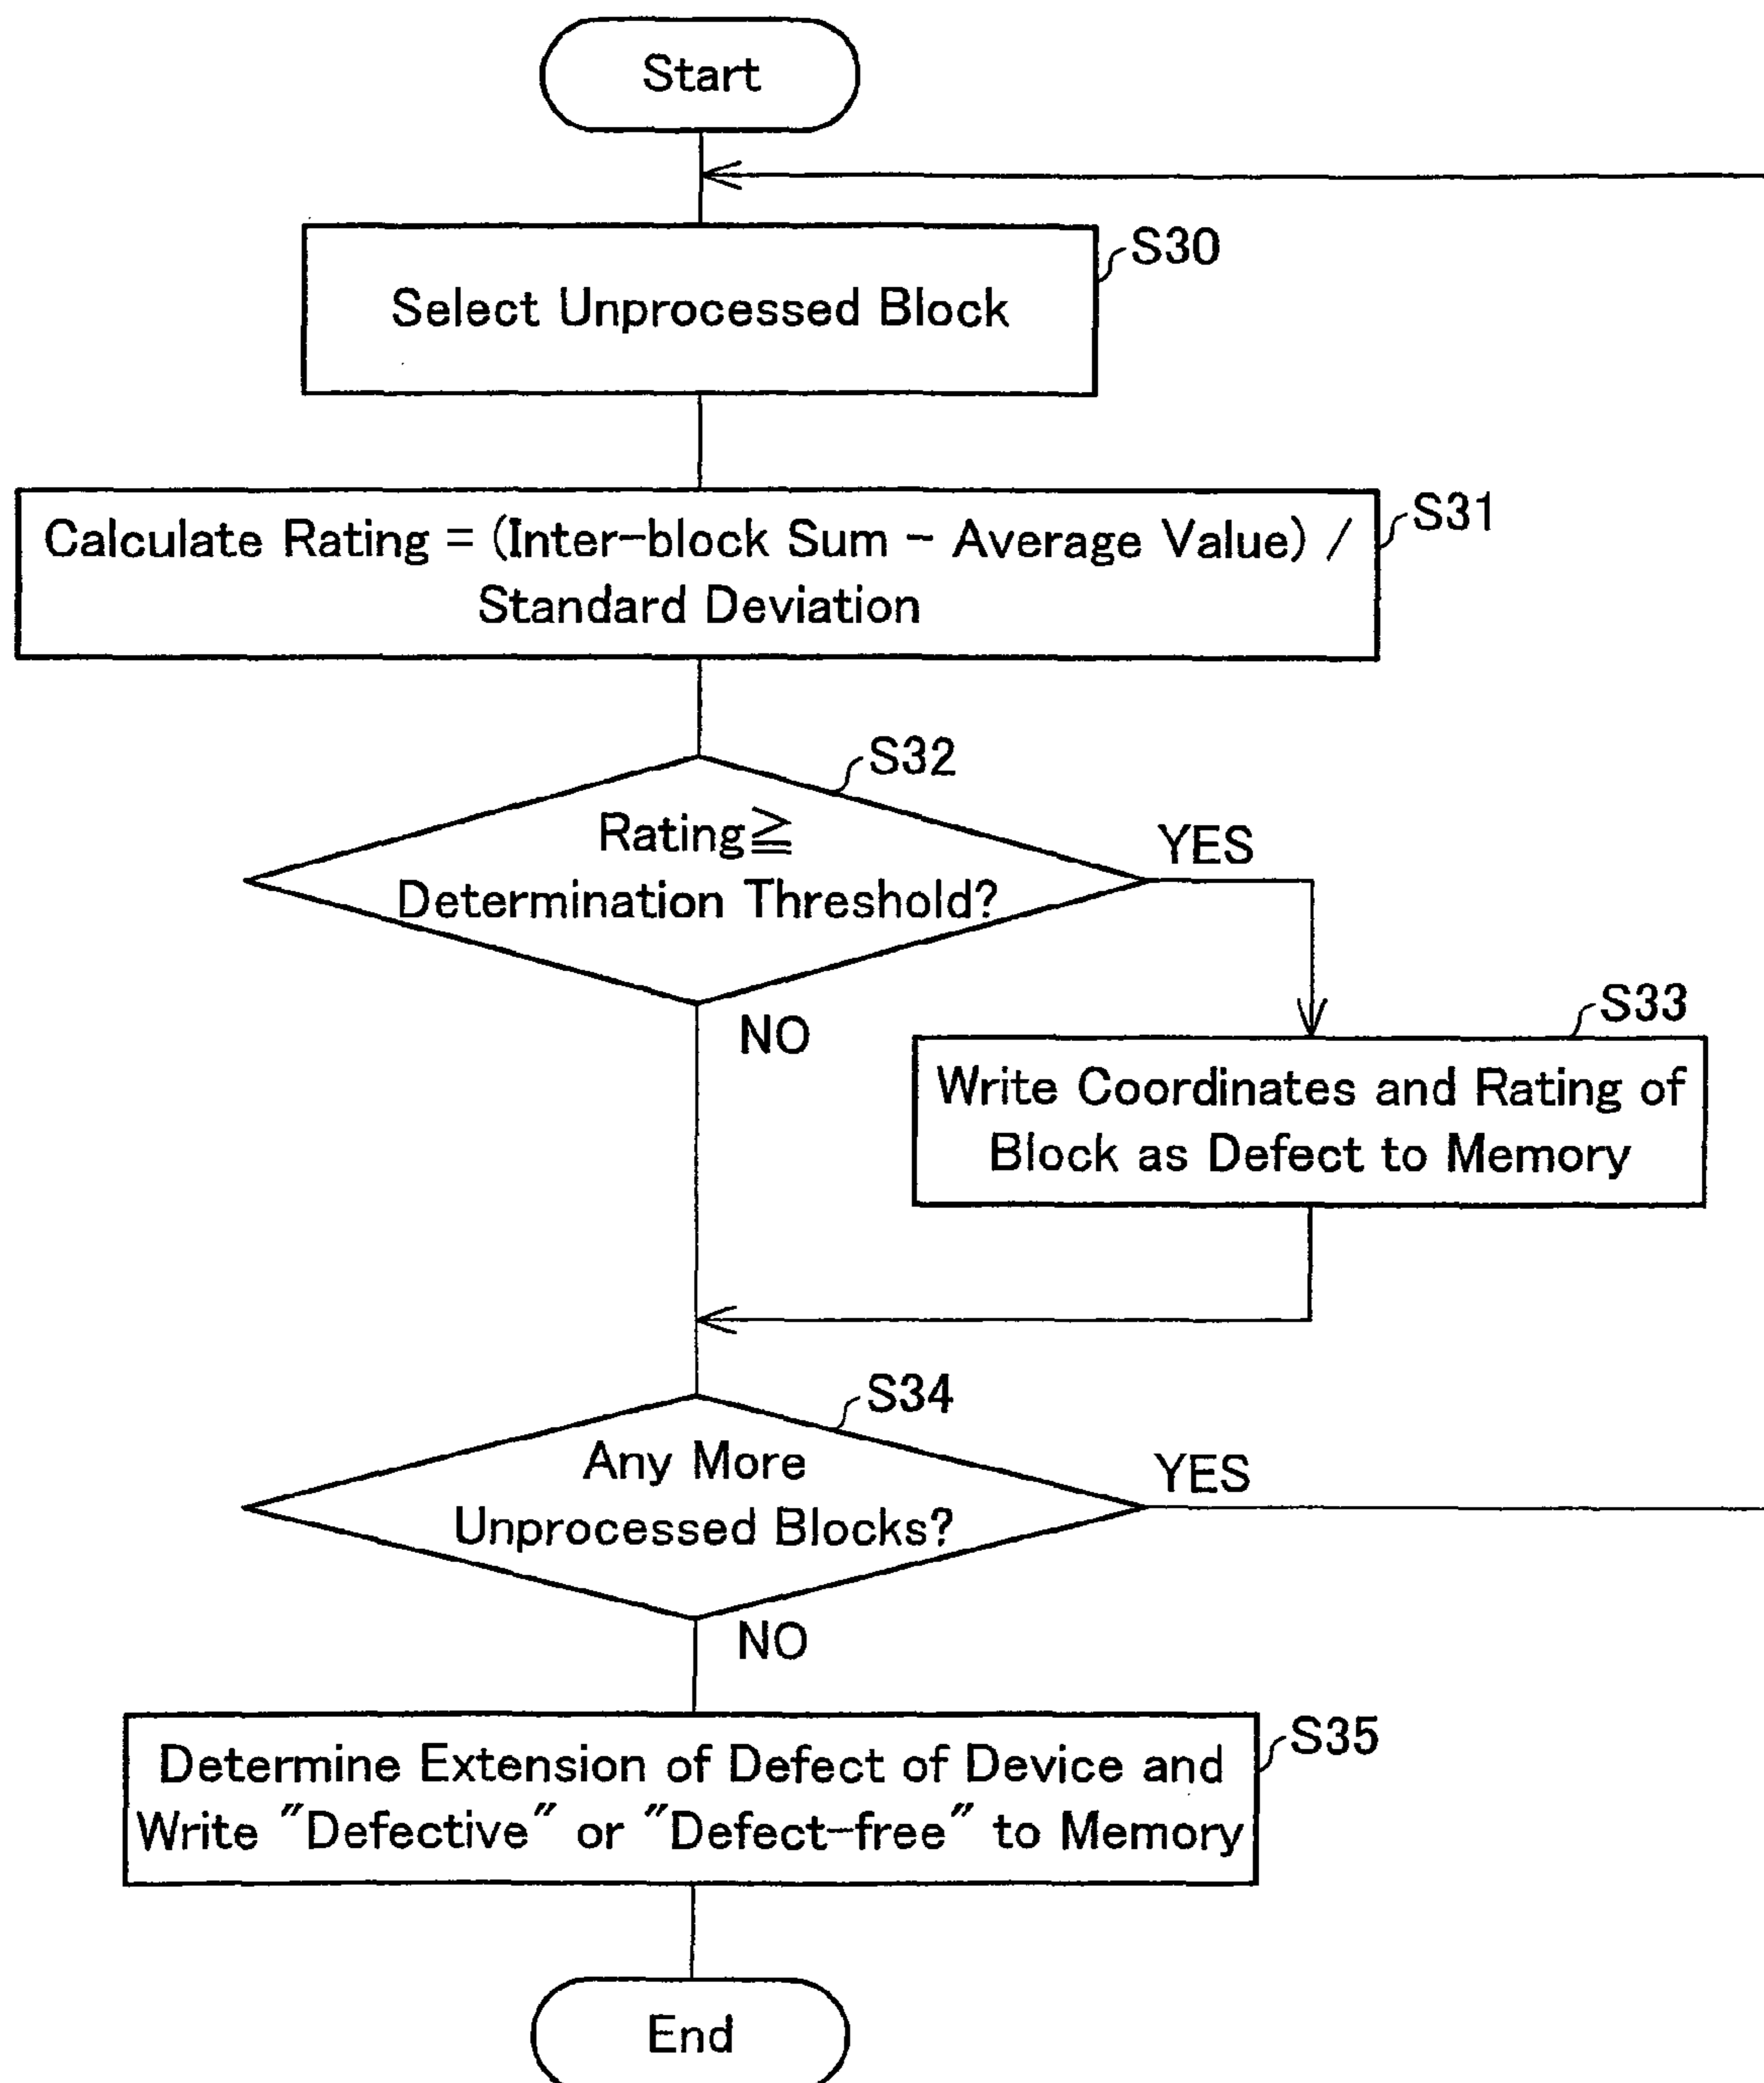 Start
S30
Select Unprocessed Block
S31
Calculate Rating = (Inter-block Sum - Average Value) /
Standard Deviation
S32
Rating≧
Determination Threshold?
YES
NO
S33
Write Coordinates and Rating of
Block as Defect to Memory
S34
Any More
Unprocessed Blocks?
YES
NO
S35
Determine Extension of Defect of Device and
Write "Defective" or "Defect-free" to Memory
End